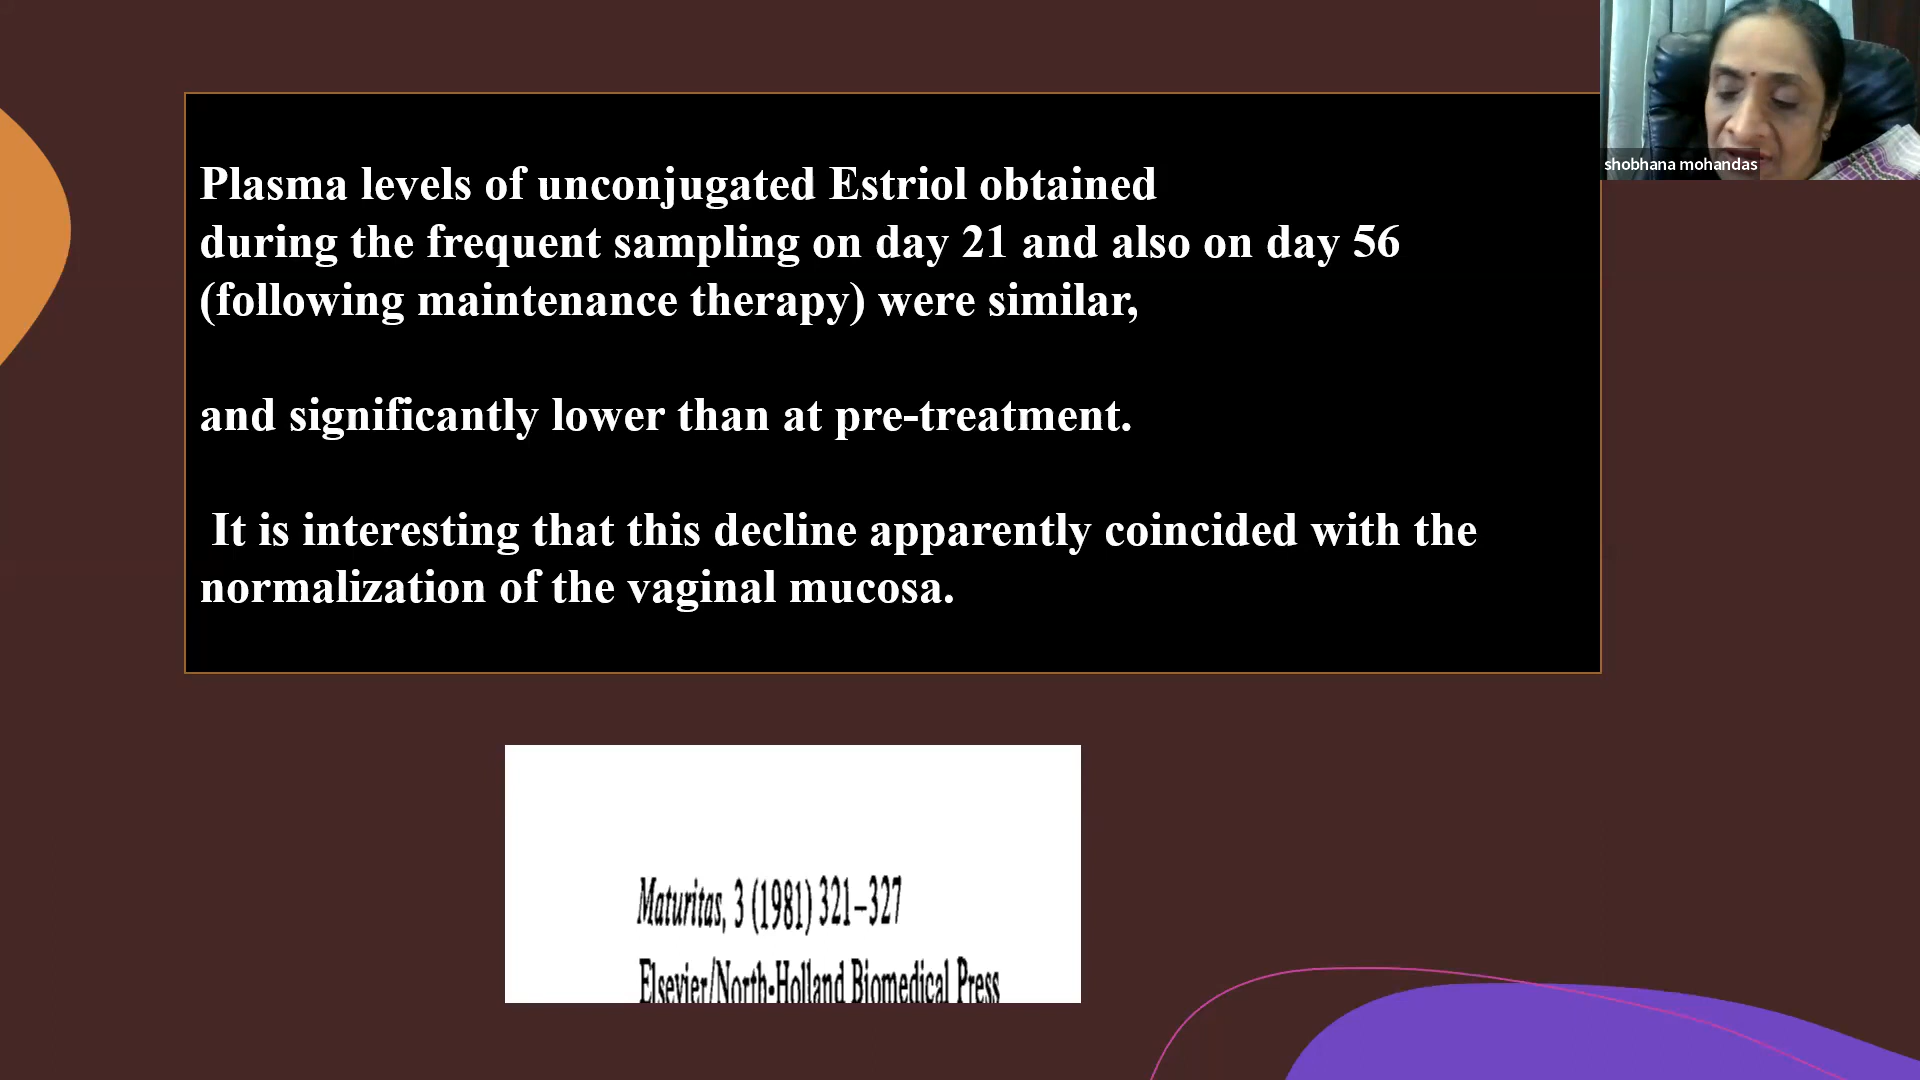 Plasma levels of unconjugated Estriol obtained
during the frequent sampling on day 21 and also on day 56
(following maintenance therapy) were similar,
and significantly lower than at pre-treatment.
It is interesting that this decline apparently coincided with the
normalization of the vaginal mucosa.
shobhana mohandas
Maturitas, 3 (1981) 321–327
Elsevier/North-Holland Biomedical Press